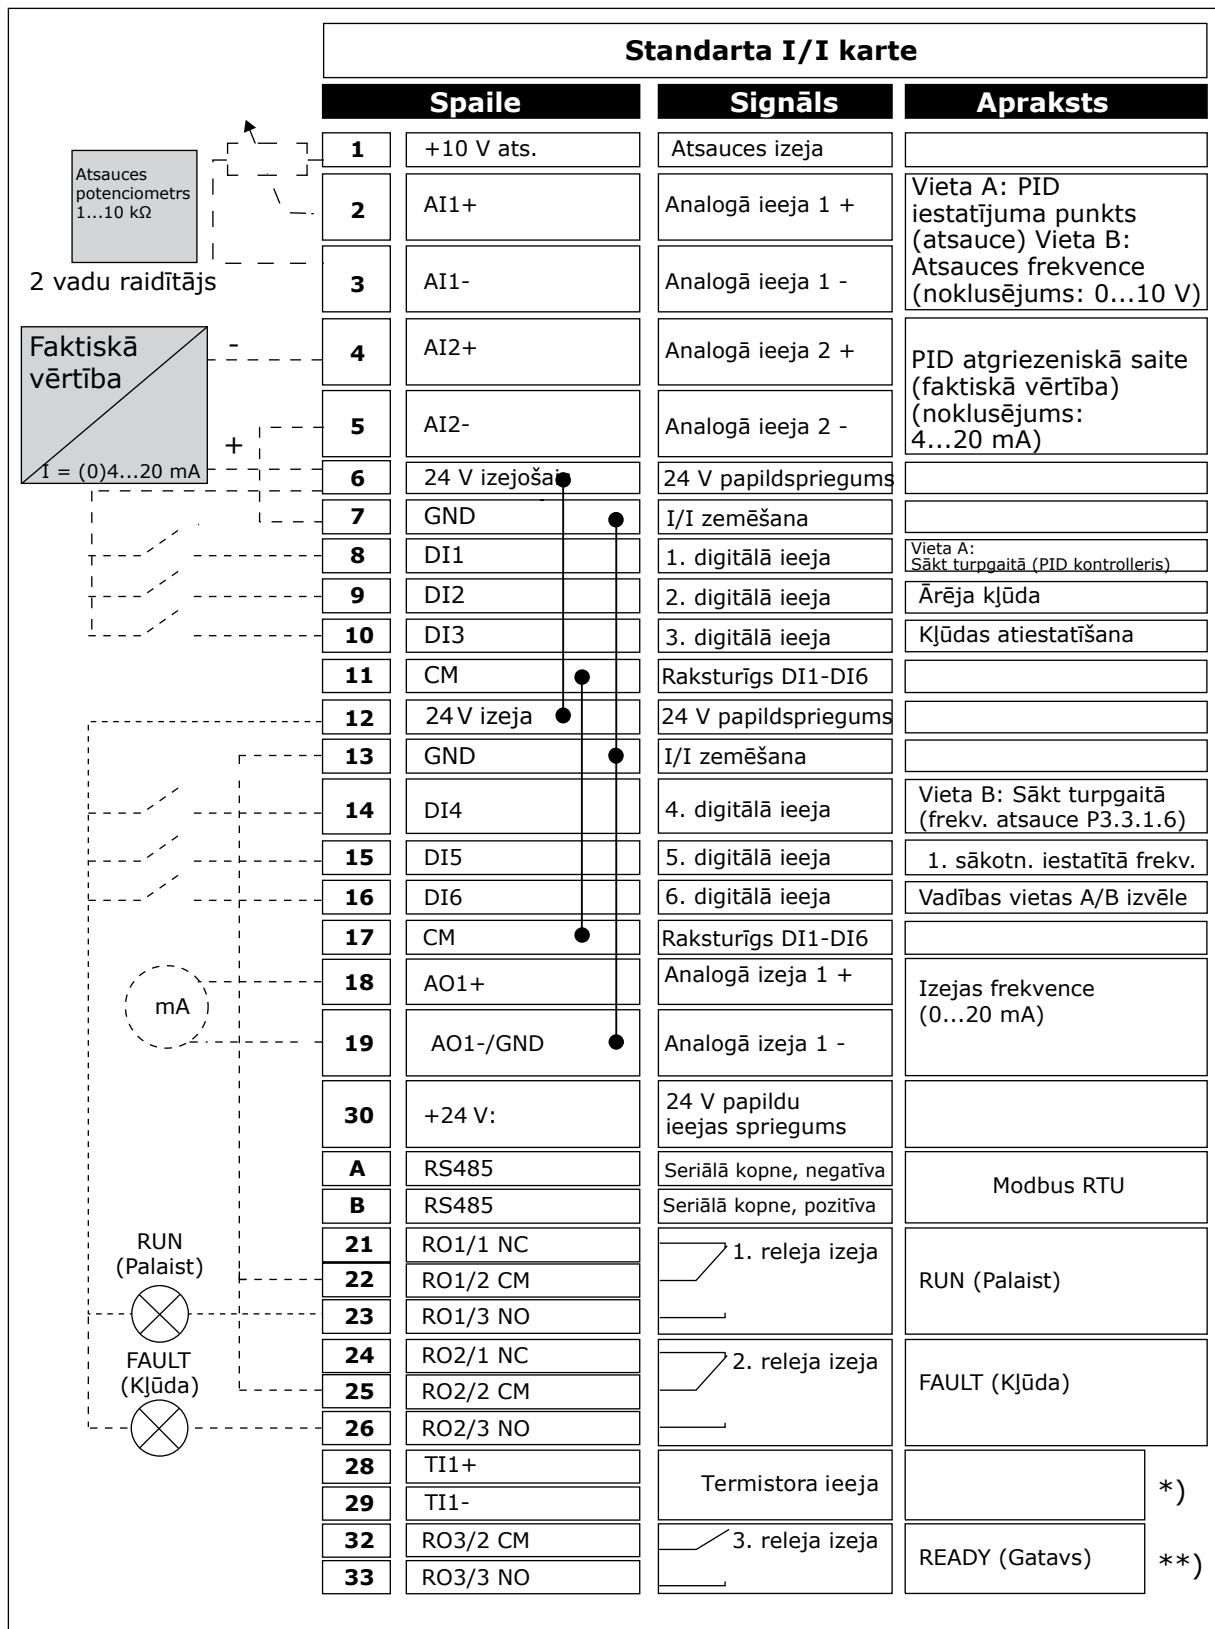 Standarta I/I karte
Spaile Signāls Apraksts
Atsauces
potenciometrs
1...10 kΩ
2 vadu raidītājs
Faktiskā
vērtība
-
+
I = (0)4...20 mA
1 +10 V ats. Atsauces izeja
2 AI1+ Analogā ieeja 1 +
3 AI1- Analogā ieeja 1 -
Vieta A: PID
iestatījuma punkts
(atsauce) Vieta B:
Atsauces frekvence
(noklusējums: 0...10 V)
4 AI2+ Analogā ieeja 2 +
5 AI2- Analogā ieeja 2 -
PID atgriezeniskā saite
(faktiskā vērtība)
(noklusējums:
4...20 mA)
6 24 V izejošais 24 V papildspriegums
7 GND I/I zemēšana
8 DI1 1. digitālā ieeja
Vieta A:
Sākt turpgaitā (PID kontrolleris)
9 DI2 2. digitālā ieeja Ārēja kļūda
10 DI3 3. digitālā ieeja Kļūdas atiestatīšana
11 CM Raksturīgs DI1-DI6
12 24 V izeja 24 V papildspriegums
13 GND I/I zemēšana
14 DI4 4. digitālā ieeja
Vieta B: Sākt turpgaitā
(frekv. atsauce P3.3.1.6)
15 DI5 5. digitālā ieeja 1. sākotn. iestatītā frekv.
16 DI6 6. digitālā ieeja Vadības vietas A/B izvēle
17 CM Raksturīgs DI1-DI6
mA
18 AO1+ Analogā izeja 1 +
19 AO1-/GND Analogā izeja 1 -
Izejas frekvence
(0...20 mA)
30 +24 V:
24 V papildu
ieejas spriegums
A RS485 Seriālā kopne, negatīva
B RS485 Seriālā kopne, pozitīva
Modbus RTU
RUN
(Palaist)
21 RO1/1 NC 1. releja izeja
22 RO1/2 CM RUN (Palaist)
23 RO1/3 NO
FAULT
(Kļūda)
24 RO2/1 NC 2. releja izeja
25 RO2/2 CM FAULT (Kļūda)
26 RO2/3 NO
28 TI1+
Termistora ieeja *)
29 TI1-
32 RO3/2 CM 3. releja izeja
READY (Gatavs) **)
33 RO3/3 NO